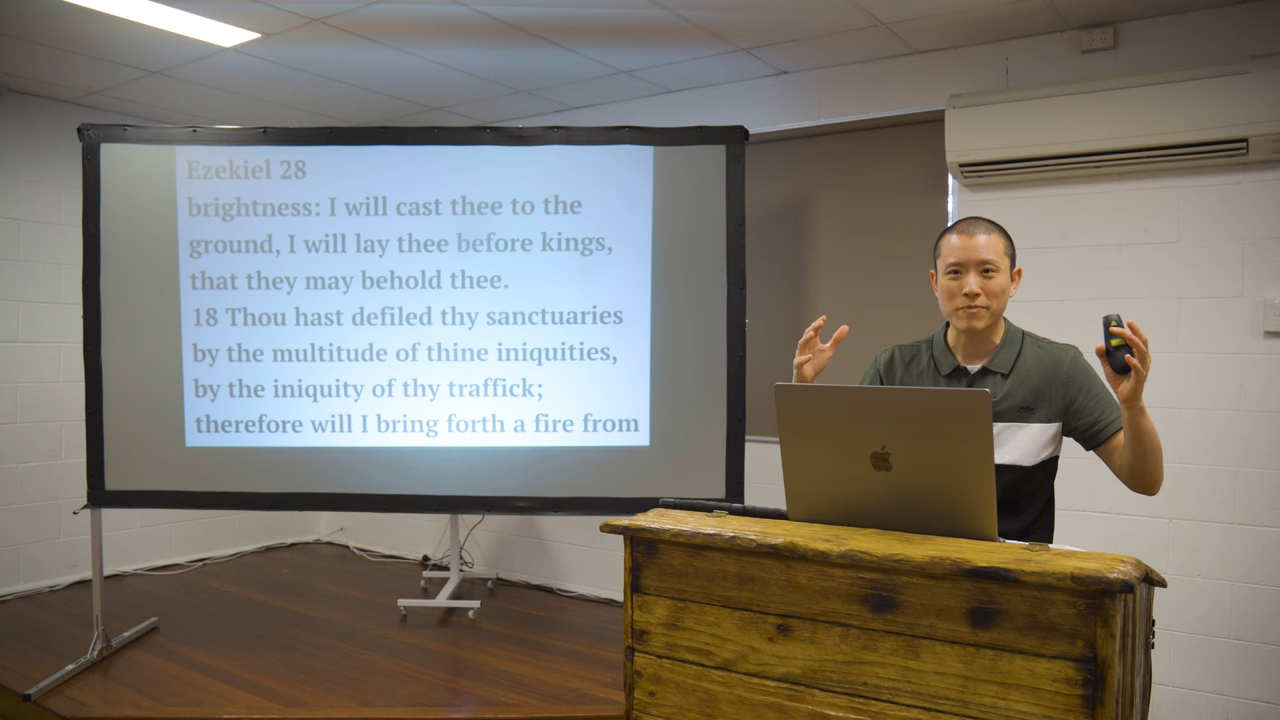 Ezekiel 28
brightness: I will cast thee to the
ground, I will lay thee before kings,
that they may behold thee.
18 Thou hast defiled thy sanctuaries
by the multitude of thine iniquities,
by the iniquity of thy traffick;
therefore will I bring forth a fire from